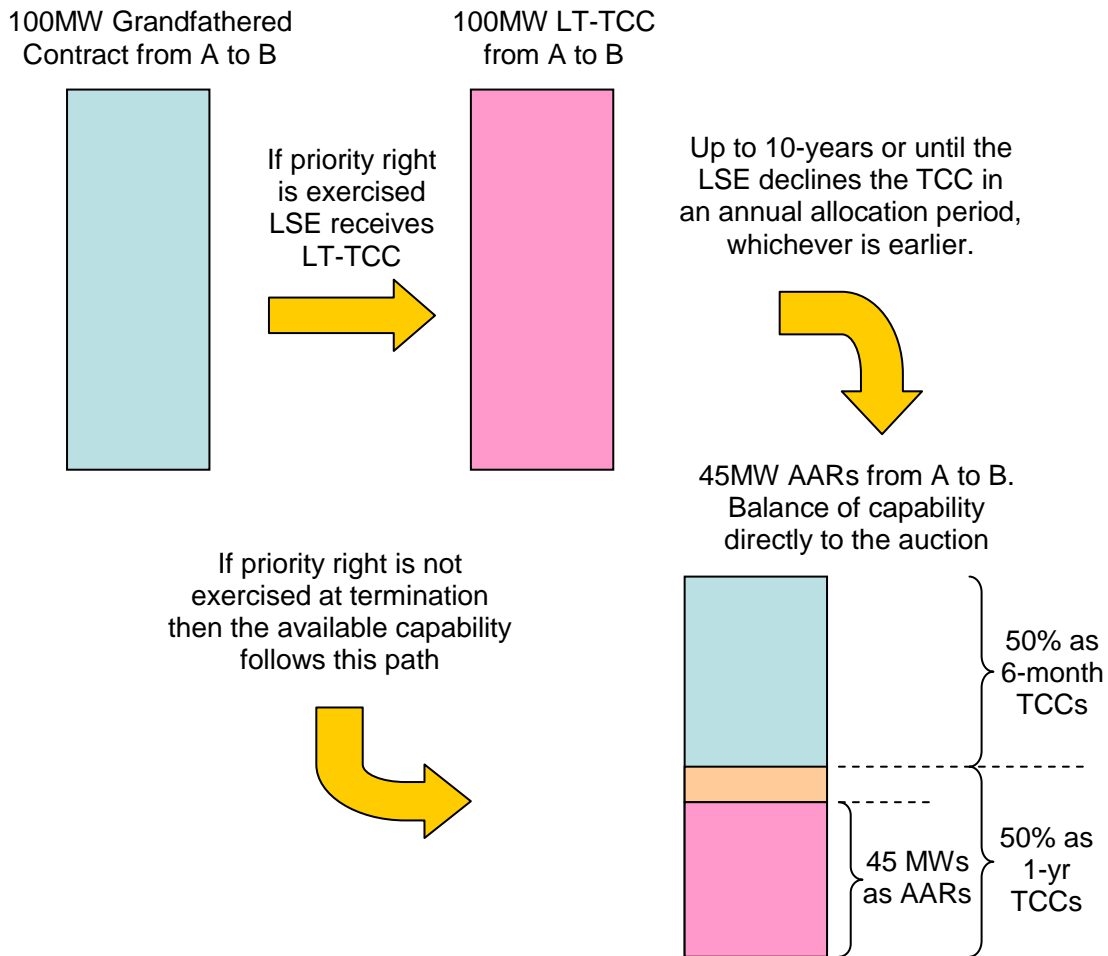 100MW Grandfathered
Contract from A to B
100MW LT-TCC
from A to B
If priority right
is exercised
LSE receives
LT-TCC
Up to 10-years or until the
LSE declines the TCC in
an annual allocation period,
whichever is earlier.
45MW AARs from A to B.
Balance of capability
directly to the auction
If priority right is not
exercised at termination
then the available capability
follows this path
50% as
6-month
TCCs
45 MWs
as AARs
50% as
1-yr
TCCs